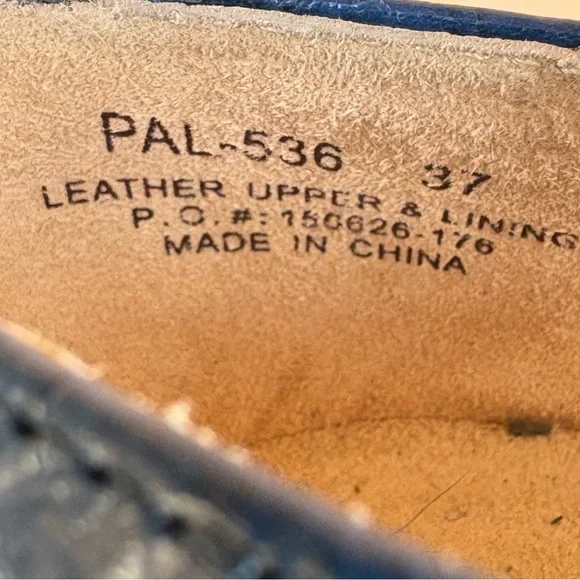 PAL-536 37
LEATHER UPPER & LINING
P.O.#: 150626-176
MADE IN CHINA